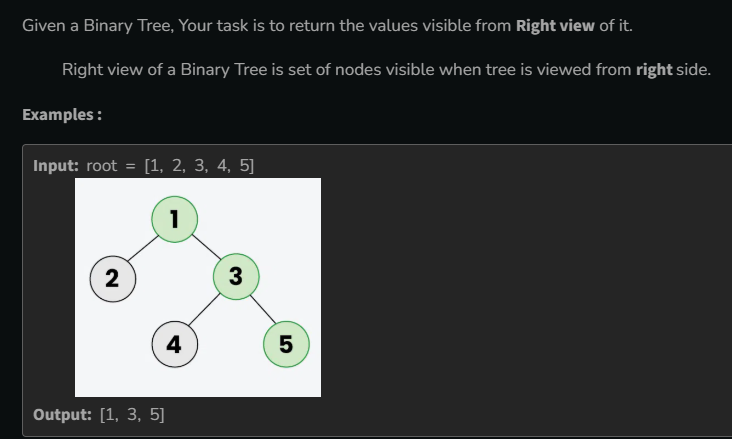 Given a Binary Tree, Your task is to return the values visible from Right view of it.
Right view of a Binary Tree is set of nodes visible when tree is viewed from right side.
Examples :
Input: root = [1, 2, 3, 4, 5]
1
2 3
4 5
Output: [1, 3, 5]